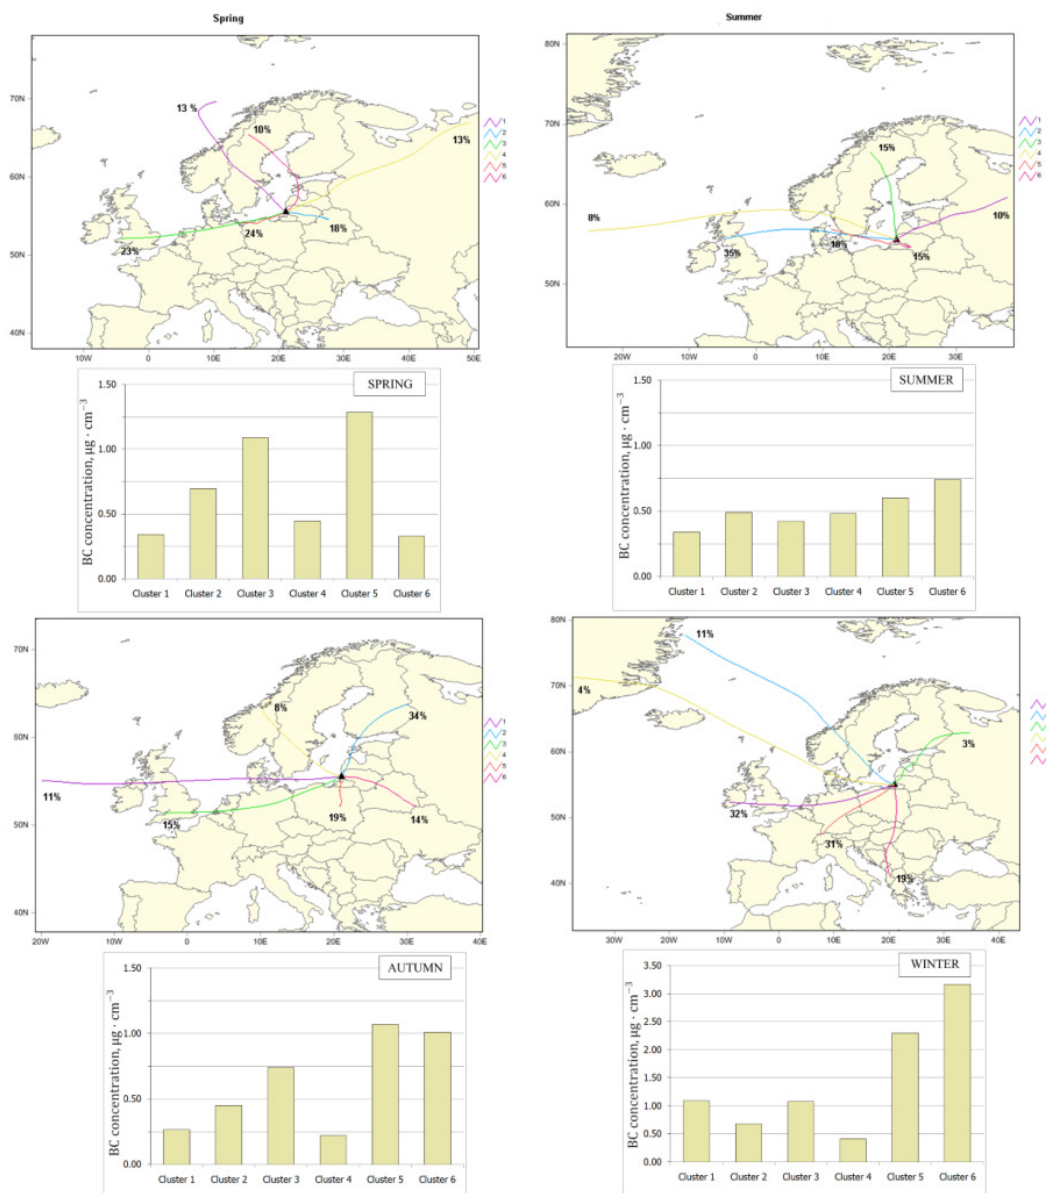 Spring
Summer
80N
70N
60N
50N
40N
13 %
10%
13%
24%
18%
23%
1
2
3
4
5
6
10W
0
10E
20E
30E
40E
50E
70N
60N
50N
15%
8%
10%
35%
18%
15%
1
2
3
4
5
6
20W
10W
0
10E
20E
30E
SPRING
BC concentration, µg · cm⁻³
1.50
1.00
0.50
0.00
Cluster 1
Cluster 2
Cluster 3
Cluster 4
Cluster 5
Cluster 6
SUMMER
BC concentration, µg · cm⁻³
1.50
1.00
0.50
0.00
Cluster 1
Cluster 2
Cluster 3
Cluster 4
Cluster 5
Cluster 6
70N
60N
50N
40N
8%
34%
11%
15%
19%
14%
1
2
3
4
5
6
20W
10W
0
10E
20E
30E
40E
80N
70N
60N
50N
40N
11%
4%
3%
32%
31%
19%
30W
20W
10W
0
10E
20E
30E
40E
AUTUMN
BC concentration, µg · cm⁻³
1.50
1.00
0.50
0.00
Cluster 1
Cluster 2
Cluster 3
Cluster 4
Cluster 5
Cluster 6
WINTER
BC concentration, µg · cm⁻³
3.50
3.00
2.50
2.00
1.50
1.00
0.50
0.00
Cluster 1
Cluster 2
Cluster 3
Cluster 4
Cluster 5
Cluster 6